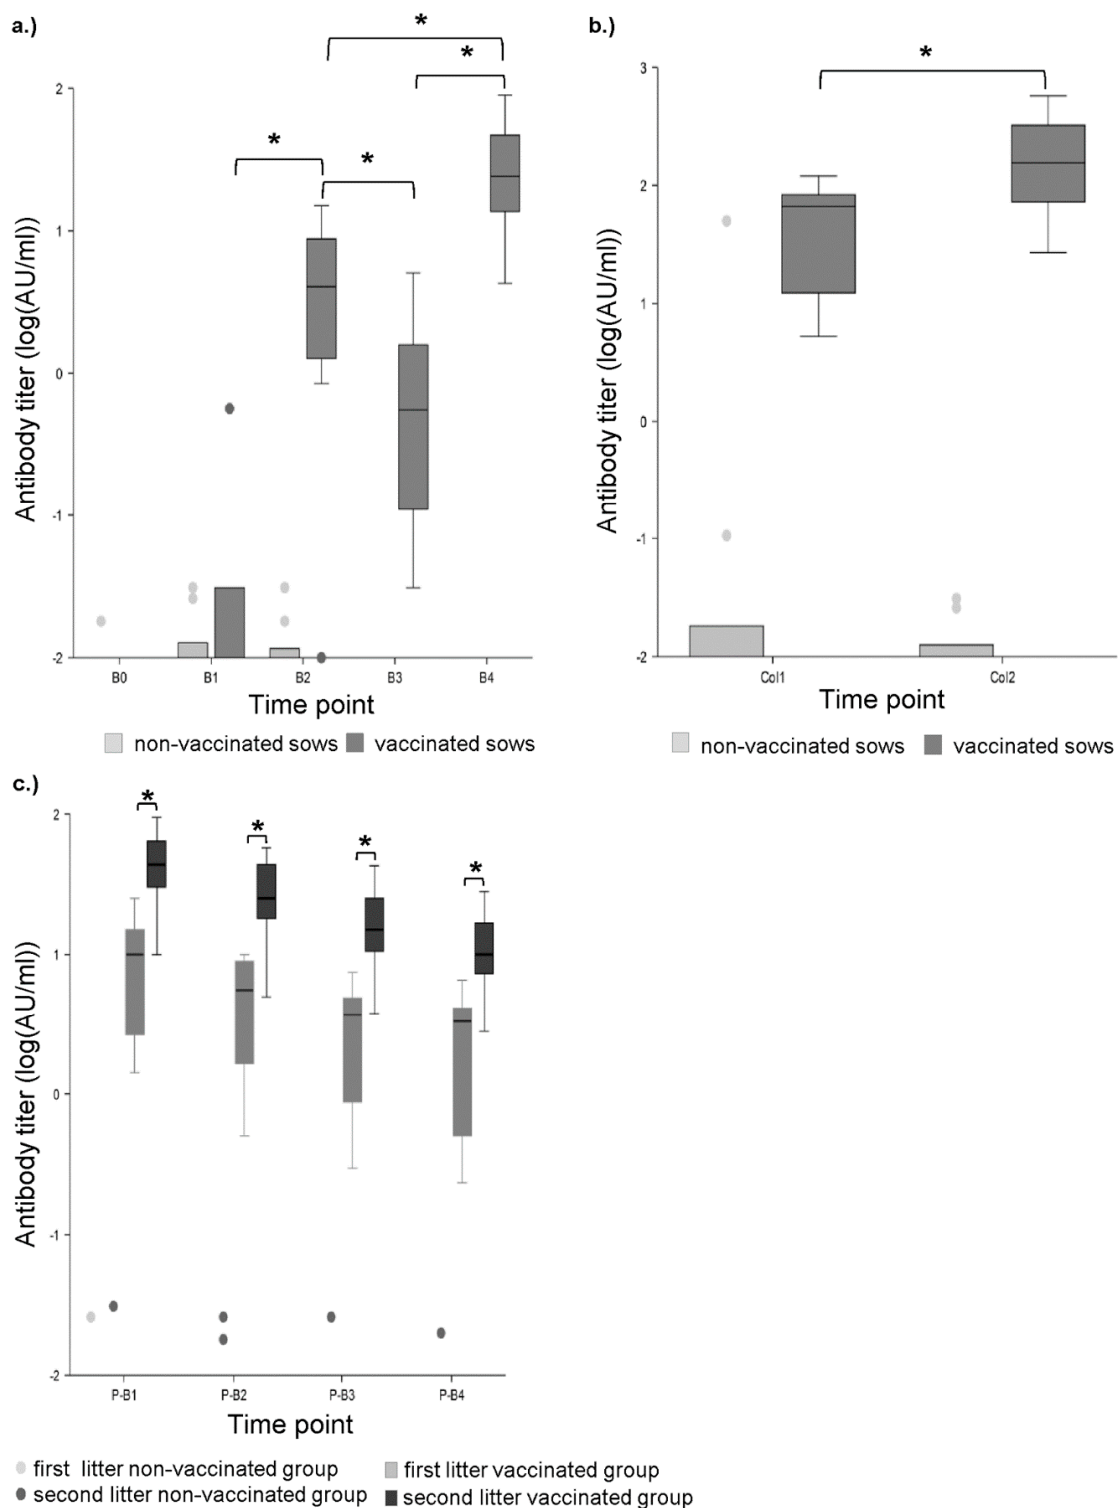 a.)
*
*
*
*
2
1
0
-1
-2
Antibody titer (log(AU/ml))
B0 B1 B2 B3 B4
Time point
non-vaccinated sows vaccinated sows
b.)
*
3
2
1
0
-1
-2
Antibody titer (log(AU/ml))
Col1 Col2
Time point
non-vaccinated sows vaccinated sows
c.)
* * * *
2
1
0
-1
-2
Antibody titer (log(AU/ml))
P-B1 P-B2 P-B3 P-B4
Time point
first litter non-vaccinated group first litter vaccinated group
second litter non-vaccinated group second litter vaccinated group